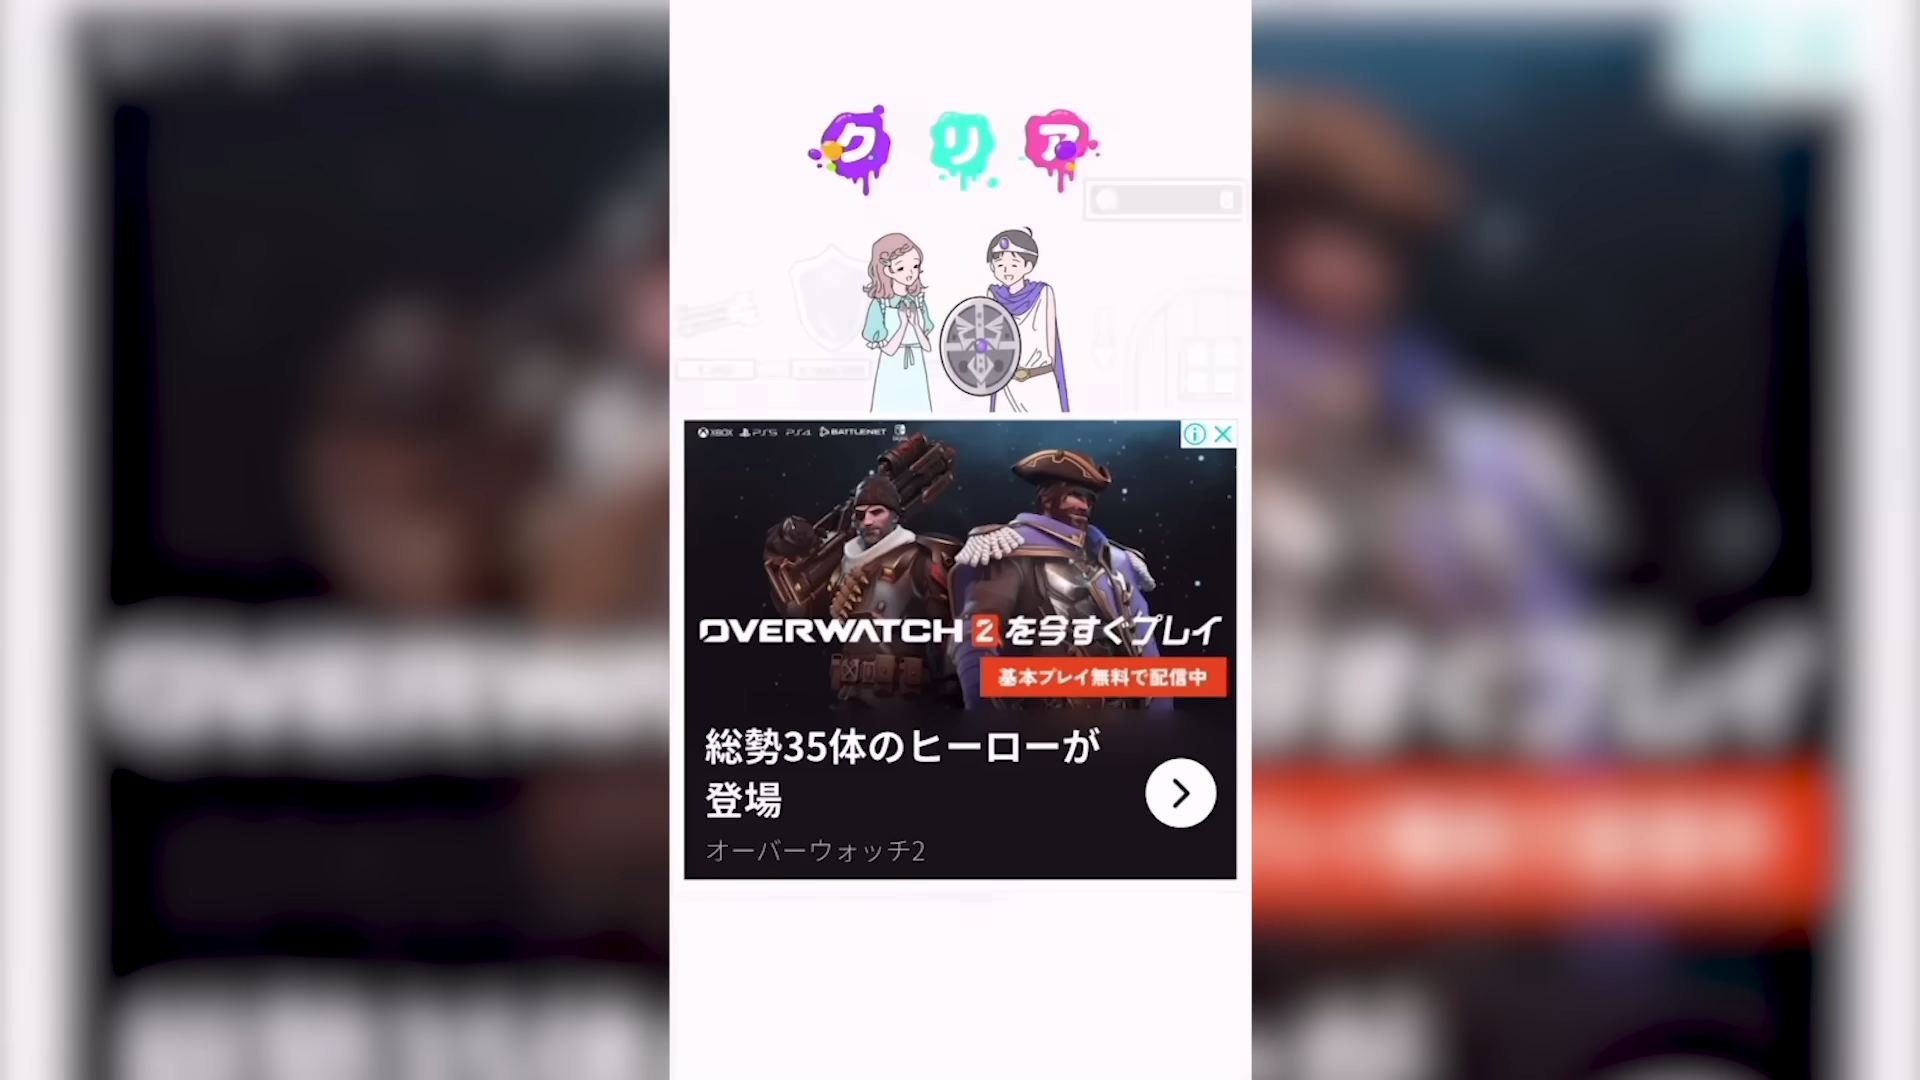 クリア
XBOX PS5 PS4 BATTLE.NET
OVERWATCH 2 を今すぐプレイ
基本プレイ無料で配信中
総勢35体のヒーローが
登場
オーバーウォッチ2